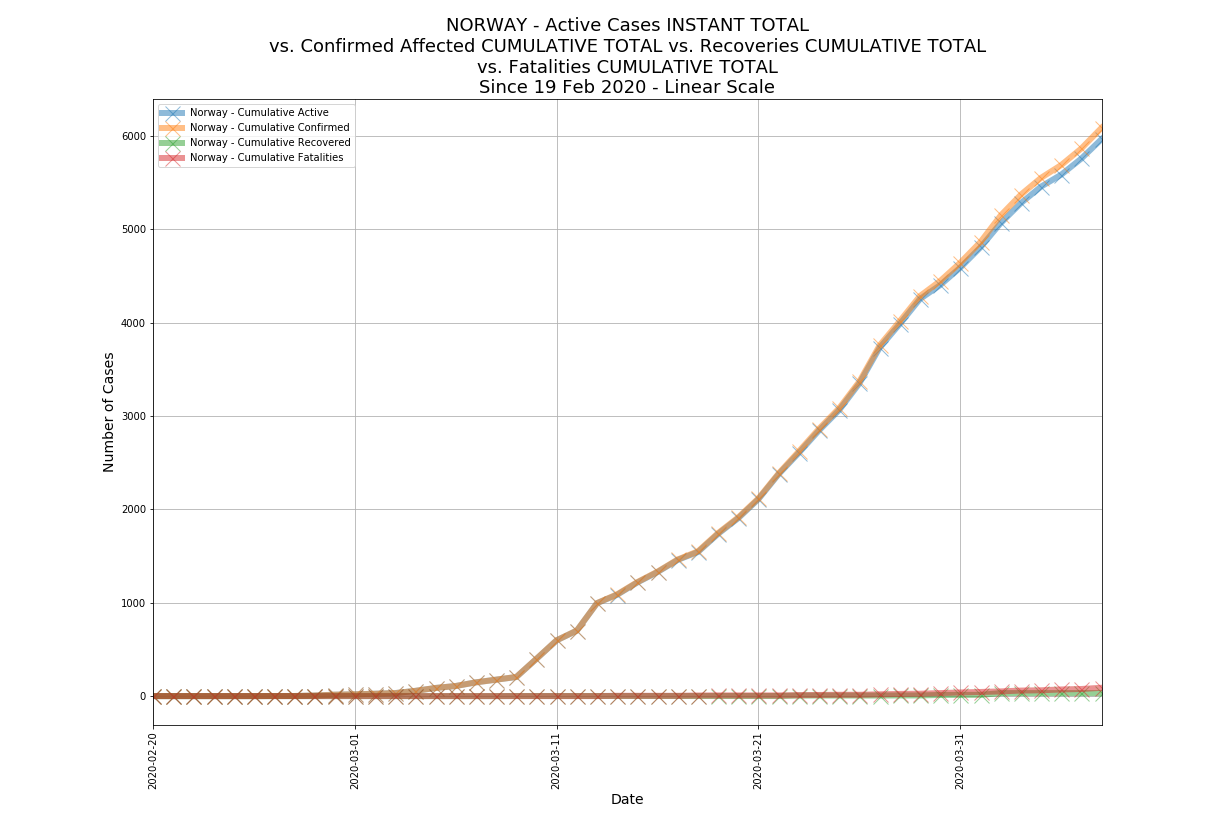 NORWAY - Active Cases INSTANT TOTAL
vs. Confirmed Affected CUMULATIVE TOTAL vs. Recoveries CUMULATIVE TOTAL
vs. Fatalities CUMULATIVE TOTAL
Since 19 Feb 2020 - Linear Scale
Norway - Cumulative Active
Norway - Cumulative Confirmed
Norway - Cumulative Recovered
Norway - Cumulative Fatalities
6000
5000
4000
3000
2000
1000
0
Number of Cases
2020-02-20
2020-03-01
2020-03-11
2020-03-21
2020-03-31
Date